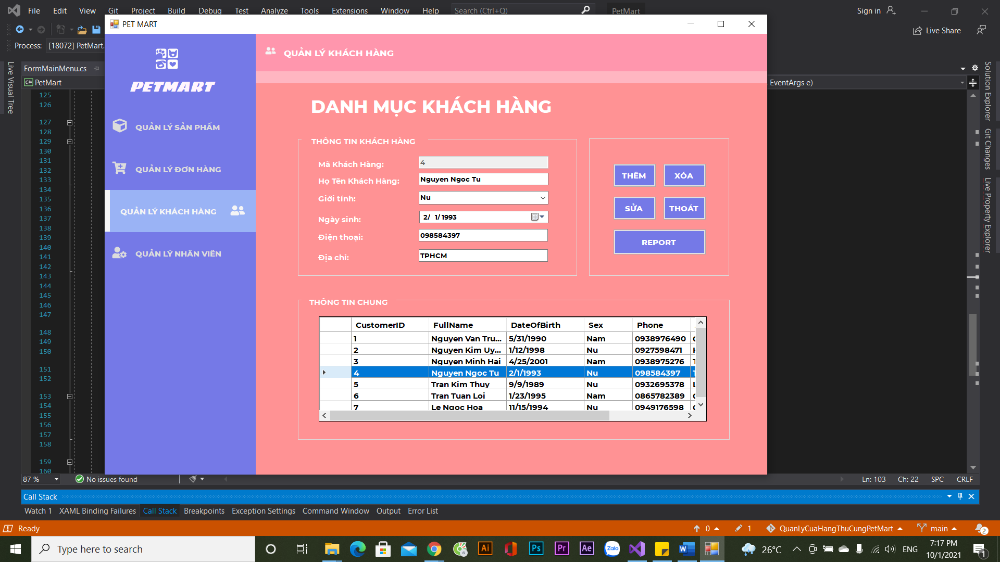 File Edit View Git Project Build Debug Test Analyze Tools Extensions Window Help Search (Ctrl+Q) PetMart Sign in
Live Share
Process: [18072] PetMart.
PET MART
FormMainMenu.cs
PetMart
EventArgs e)
Live Visual Tree
Solution Explorer
Git Changes
Live Property Explorer
125
126
127
128
129
130
131
132
133
134
135
136
137
138
139
140
141
142
143
144
145
146
147
148
149
150
151
152
153
154
155
156
157
158
159
160
PETMART
QUẢN LÝ SẢN PHẨM
QUẢN LÝ ĐƠN HÀNG
QUẢN LÝ KHÁCH HÀNG
QUẢN LÝ NHÂN VIÊN
QUẢN LÝ KHÁCH HÀNG
DANH MỤC KHÁCH HÀNG
THÔNG TIN KHÁCH HÀNG
Mã Khách Hàng: 4
Họ Tên Khách Hàng: Nguyen Ngoc Tu
Giới tính: Nu
Ngày sinh: 2/ 1/ 1993
Điện thoại: 098584397
Địa chỉ: TPHCM
THÊM XÓA
SỬA THOÁT
REPORT
THÔNG TIN CHUNG
CustomerID FullName DateOfBirth Sex Phone
1 Nguyen Van Tru... 5/31/1990 Nam 0938976490
2 Nguyen Kim Uy... 1/12/1998 Nu 0927598471
3 Nguyen Minh Hai 4/25/2001 Nam 0938975276
4 Nguyen Ngoc Tu 2/1/1993 Nu 098584397
5 Tran Kim Thuy 9/9/1989 Nu 0932695378
6 Tran Tuan Loi 1/23/1995 Nam 0865782389
7 Le Ngoc Hoa 11/15/1994 Nu 0949176598
87 % No issues found Ln: 103 Ch: 22 SPC CRLF
Call Stack
Watch 1 XAML Binding Failures Call Stack Breakpoints Exception Settings Command Window Output Error List
Ready 0 1 QuanLyCuaHangThuCungPetMart main 2
Type here to search Ai Ps Pr Ae Zalo 26°C ENG 7:17 PM
10/1/2021 1